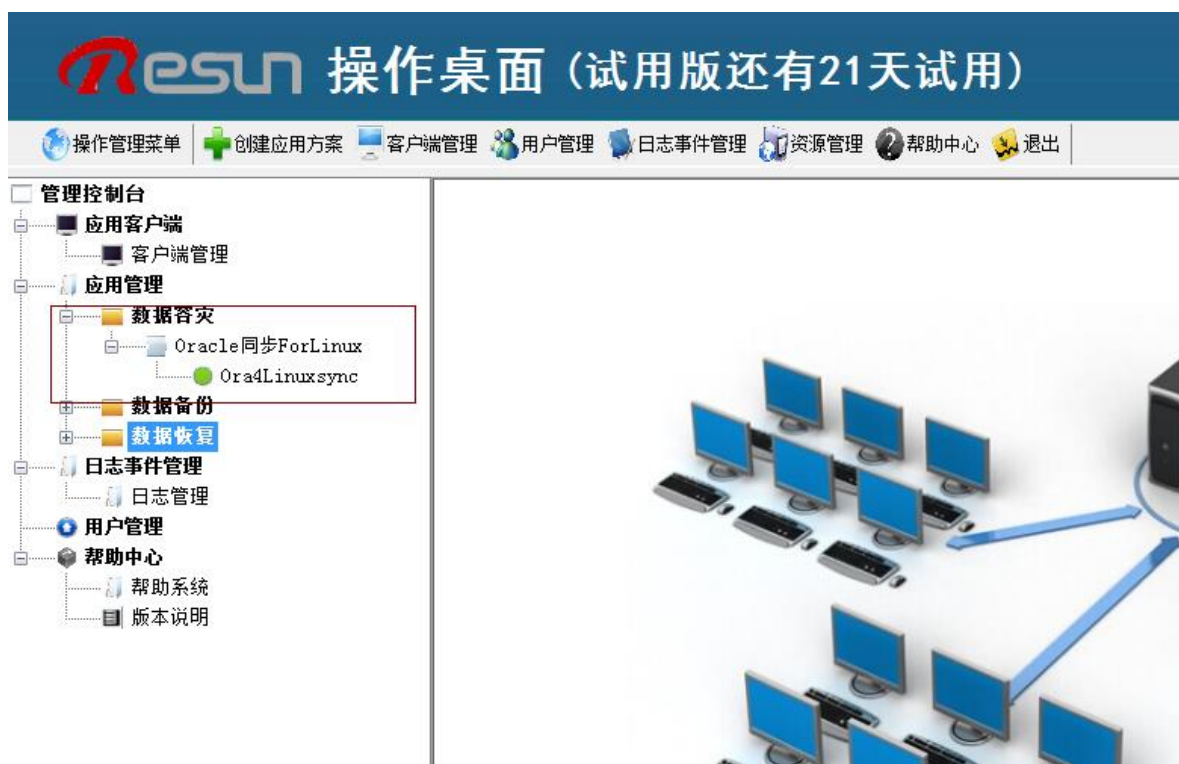 Resun 操作桌面（试用版还有21天试用）
操作管理菜单 创建应用方案 客户端管理 用户管理 日志事件管理 资源管理 帮助中心 退出
管理控制台
应用客户端
客户端管理
应用管理
数据容灾
Oracle同步ForLinux
Ora4Linuxsync
数据备份
数据恢复
日志事件管理
日志管理
用户管理
帮助中心
帮助系统
版本说明